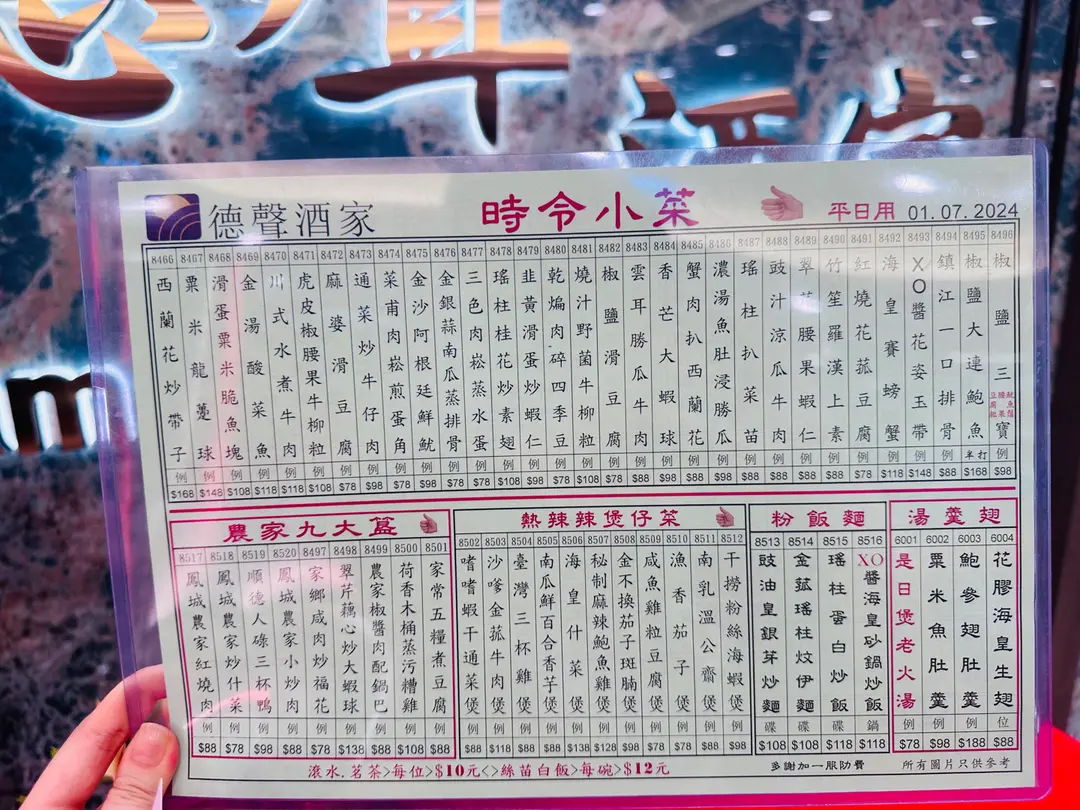 德聲酒家
時令小菜
平日用 01.07.2024
8466 西蘭花炒帶子 例 $168
8467 粟米龍躉球 例 $148
8468 滑蛋粟米脆魚塊 例 $108
8469 金湯酸菜魚 例 $118
8470 川式水煮牛肉 例 $118
8471 虎皮椒腰果牛柳粒 例 $108
8472 麻婆滑豆腐 例 $78
8473 通菜炒牛仔肉 例 $98
8474 菜甫肉崧煎蛋角 例 $78
8475 金沙阿根廷鮮魷 例 $98
8476 金銀蒜南瓜蒸排骨 例 $78
8477 三色肉崧蒸水蛋 例 $78
8478 瑤柱桂花炒素翅 例 $108
8479 韭黃滑蛋炒蝦仁 例 $98
8480 乾煸肉碎四季豆 例 $78
8481 燒汁野菌牛柳粒 例 $108
8482 椒鹽滑豆腐 例 $78
8483 雲耳勝瓜牛肉 例 $88
8484 香芒大蝦球 例 $98
8485 蟹肉扒西蘭花 例 $88
8486 濃湯魚肚浸勝瓜 例 $88
8487 瑤柱扒菜苗 例 $88
8488 豉汁涼瓜牛肉 例 $88
8489 翠 腰果蝦仁 例 $88
8490 竹笙羅漢上素 例 $88
8491 紅燒花菰豆腐 例 $78
8492 海皇賽螃蟹 例 $118
8493 XO醬花姿玉帶 例 $148
8494 鎮江一口排骨 例 $88
8495 椒鹽大連鮑魚 半打 $168
8496 椒鹽三寶 例 $98
農家九大簋
8517 鳳城農家紅燒肉 例 $88
8518 鳳城農家炒什菜 例 $78
8519 順德人碌三杯鴨 例 $98
8520 鳳城農家小炒肉 例 $88
8497 家鄉咸肉炒福花 例 $78
8498 翠芹藕心炒大蝦球 例 $138
8499 農家椒醬肉配鍋巴 例 $88
8500 荷香木桶蒸污糟雞 例 $108
8501 家常五糧煮豆腐 例 $88
熱辣辣煲仔菜
8502 嗜嗜蝦干通菜煲 例 $88
8503 沙嗲金菰牛肉煲 例 $118
8504 臺灣三杯雞煲 例 $88
8505 南瓜鮮百合香芋煲 例 $88
8506 海皇什菜煲 例 $138
8507 秘制麻辣鮑魚雞煲 例 $128
8508 金不換茄子斑腩煲 例 $98
8509 咸魚雞粒豆腐煲 例 $78
8510 漁香茄子煲 例 $78
8511 南乳溫公齋煲 例 $88
8512 干撈粉絲海蝦煲 例 $98
粉飯麵
8513 豉油皇銀芽炒麵 碟 $108
8514 金菰瑤柱炆伊麵 碟 $108
8515 瑤柱蛋白炒飯 碟 $118
8516 XO醬海皇砂鍋炒飯 鍋 $118
湯羹翅
6001 是日煲老火湯 例 $78
6002 粟米魚肚羹 例 $98
6003 鮑參翅肚羹 例 $188
6004 花膠海皇生翅 位 $88
滾水.茗茶>每位>$10元<>絲苗白飯>每碗>$12元
多謝加一服務費
所有圖片只供參考